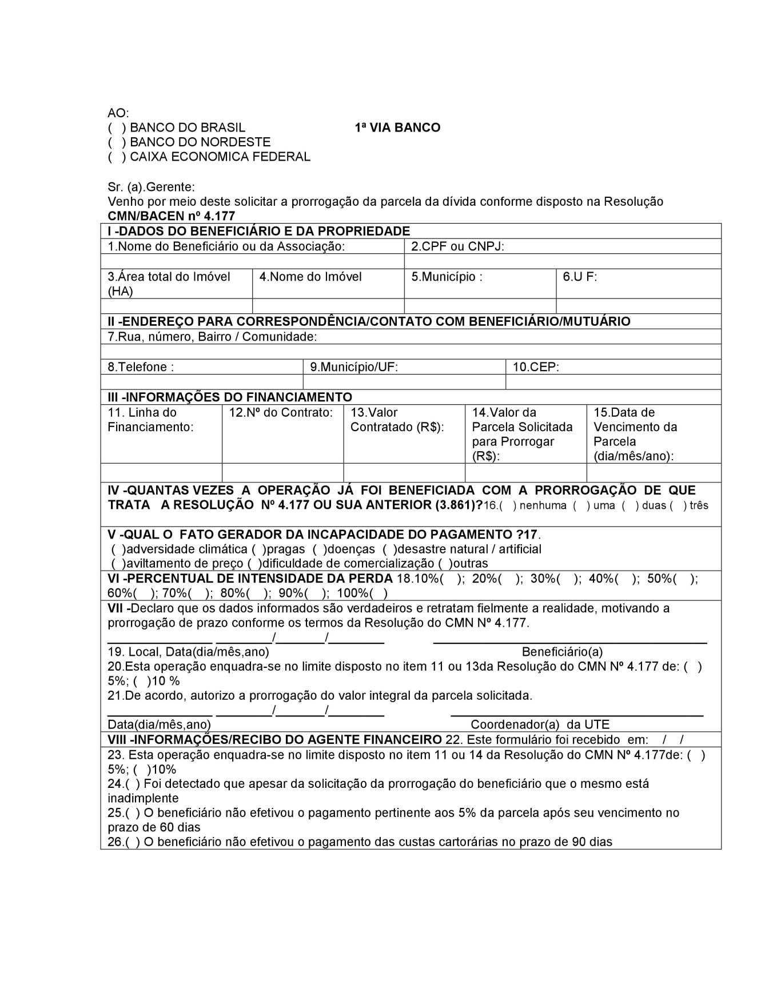 AO:
(   ) BANCO DO BRASIL 1ª VIA BANCO
(   ) BANCO DO NORDESTE
(   ) CAIXA ECONOMICA FEDERAL
Sr. (a).Gerente:
Venho por meio deste solicitar a prorrogação da parcela da dívida conforme disposto na Resolução
CMN/BACEN nº 4.177
I -DADOS DO BENEFICIÁRIO E DA PROPRIEDADE
1.Nome do Beneficiário ou da Associação: 2.CPF ou CNPJ:
3.Área total do Imóvel
(HA)
4.Nome do Imóvel
5.Município :
6.U F:
II -ENDEREÇO PARA CORRESPONDÊNCIA/CONTATO COM BENEFICIÁRIO/MUTUÁRIO
7.Rua, número, Bairro / Comunidade:
8.Telefone : 9.Município/UF: 10.CEP:
III -INFORMAÇÕES DO FINANCIAMENTO
11. Linha do
Financiamento:
12.Nº do Contrato:
13.Valor
Contratado (R$):
14.Valor da
Parcela Solicitada
para Prorrogar
(R$):
15.Data de
Vencimento da
Parcela
(dia/mês/ano):
IV -QUANTAS VEZES  A  OPERAÇÃO  JÁ  FOI  BENEFICIADA  COM  A  PRORROGAÇÃO  DE  QUE
TRATA   A RESOLUÇÃO  Nº 4.177 OU SUA ANTERIOR (3.861)?16.(   ) nenhuma  (   ) uma  (   ) duas (   ) três
V -QUAL O  FATO GERADOR DA INCAPACIDADE DO PAGAMENTO ?17.
(  )adversidade climática (  )pragas  (  )doenças  (  )desastre natural / artificial
(  )aviltamento de preço (  )dificuldade de comercialização (  )outras
VI -PERCENTUAL DE INTENSIDADE DA PERDA 18.10%(    );  20%(    );  30%(    );  40%(    );  50%(    );
60%(    ); 70%(    );  80%(    );  90%(    );  100%(   )
VII -Declaro que os dados informados são verdadeiros e retratam fielmente a realidade, motivando a
prorrogação de prazo conforme os termos da Resolução do CMN Nº 4.177.
_______________ ________/_______/________ _______________________________________
19. Local, Data(dia/mês,ano) Beneficiário(a)
20.Esta operação enquadra-se no limite disposto no item 11 ou 13da Resolução do CMN Nº 4.177 de: (   )
5%; (   )10 %
21.De acordo, autorizo a prorrogação do valor integral da parcela solicitada.
_______________ ________/_______/________ ____________________________________
Data(dia/mês,ano) Coordenador(a)  da UTE
VIII -INFORMAÇÕES/RECIBO DO AGENTE FINANCEIRO 22. Este formulário foi recebido  em:    /    /
23. Esta operação enquadra-se no limite disposto no item 11 ou 14 da Resolução do CMN Nº 4.177de: (   )
5%; (   )10%
24.(  ) Foi detectado que apesar da solicitação da prorrogação do beneficiário que o mesmo está
inadimplente
25.(  ) O beneficiário não efetivou o pagamento pertinente aos 5% da parcela após seu vencimento no
prazo de 60 dias
26.(  ) O beneficiário não efetivou o pagamento das custas cartorárias no prazo de 90 dias